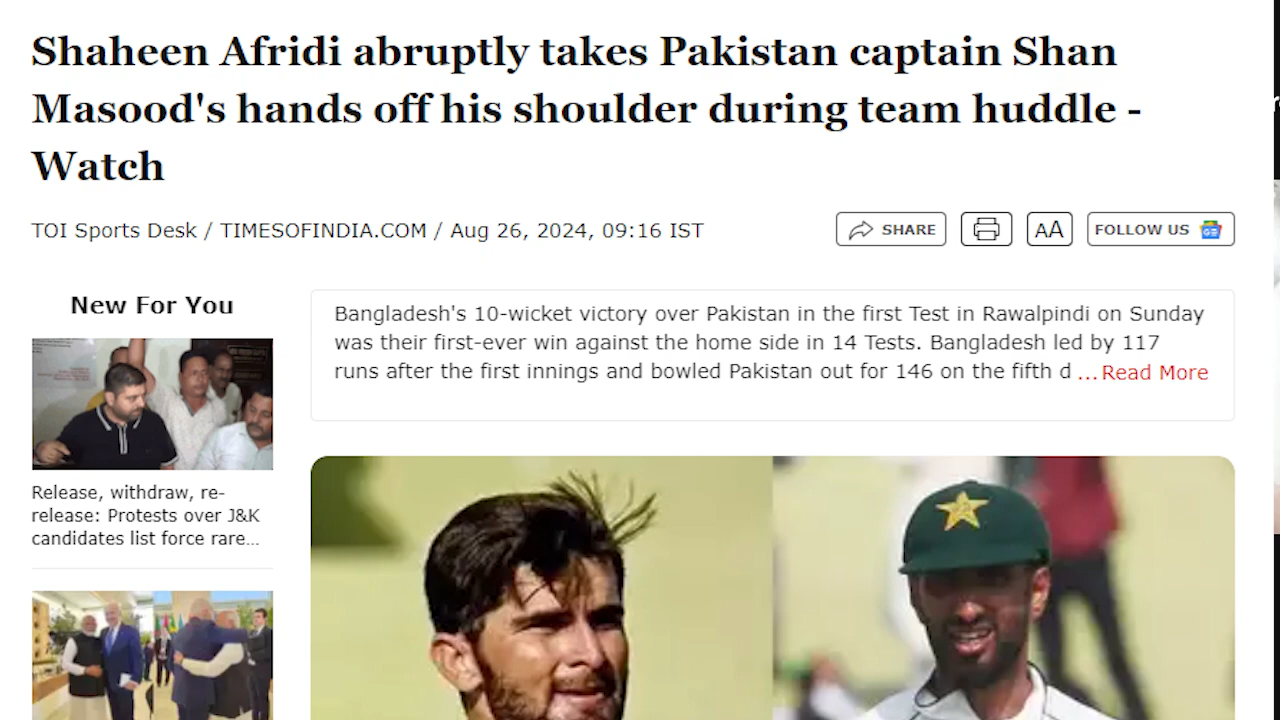 Shaheen Afridi abruptly takes Pakistan captain Shan
Masood's hands off his shoulder during team huddle -
Watch
TOI Sports Desk / TIMESOFINDIA.COM / Aug 26, 2024, 09:16 IST
SHARE
AA
FOLLOW US
New For You
Release, withdraw, re-
release: Protests over J&K
candidates list force rare...
Bangladesh's 10-wicket victory over Pakistan in the first Test in Rawalpindi on Sunday
was their first-ever win against the home side in 14 Tests. Bangladesh led by 117
runs after the first innings and bowled Pakistan out for 146 on the fifth d ...Read More